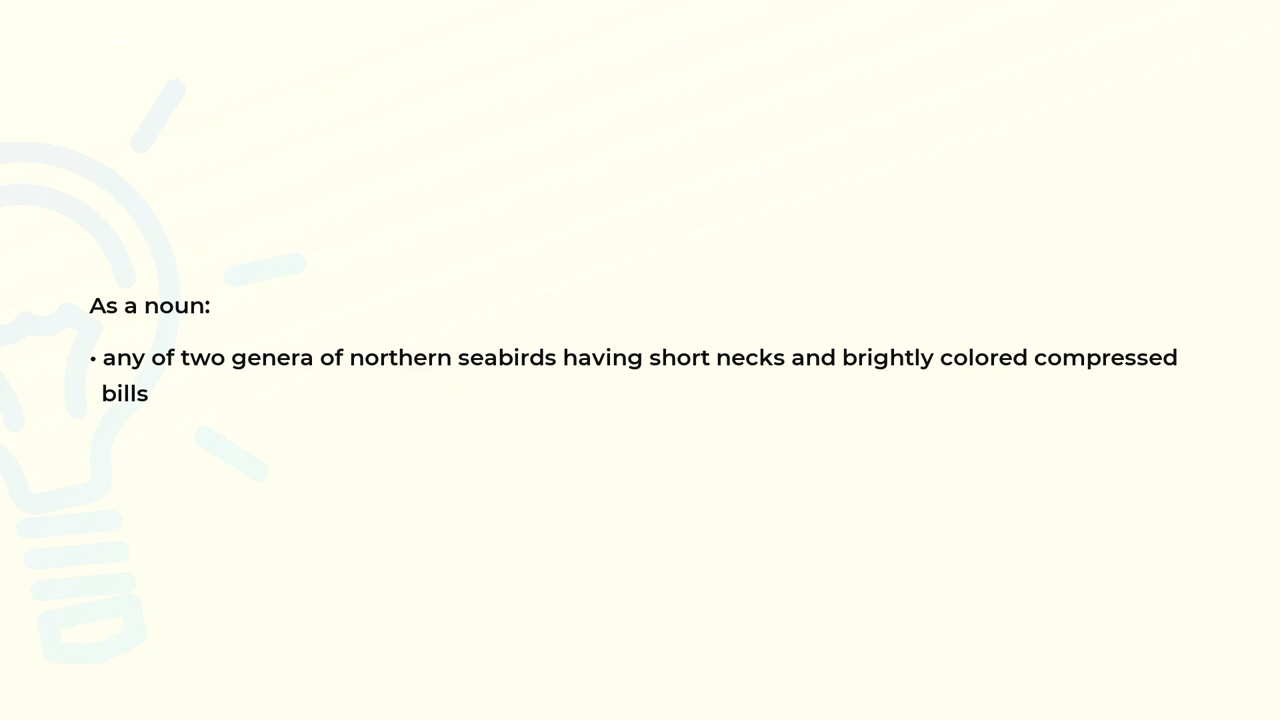 As a noun:
• any of two genera of northern seabirds having short necks and brightly colored compressed
bills